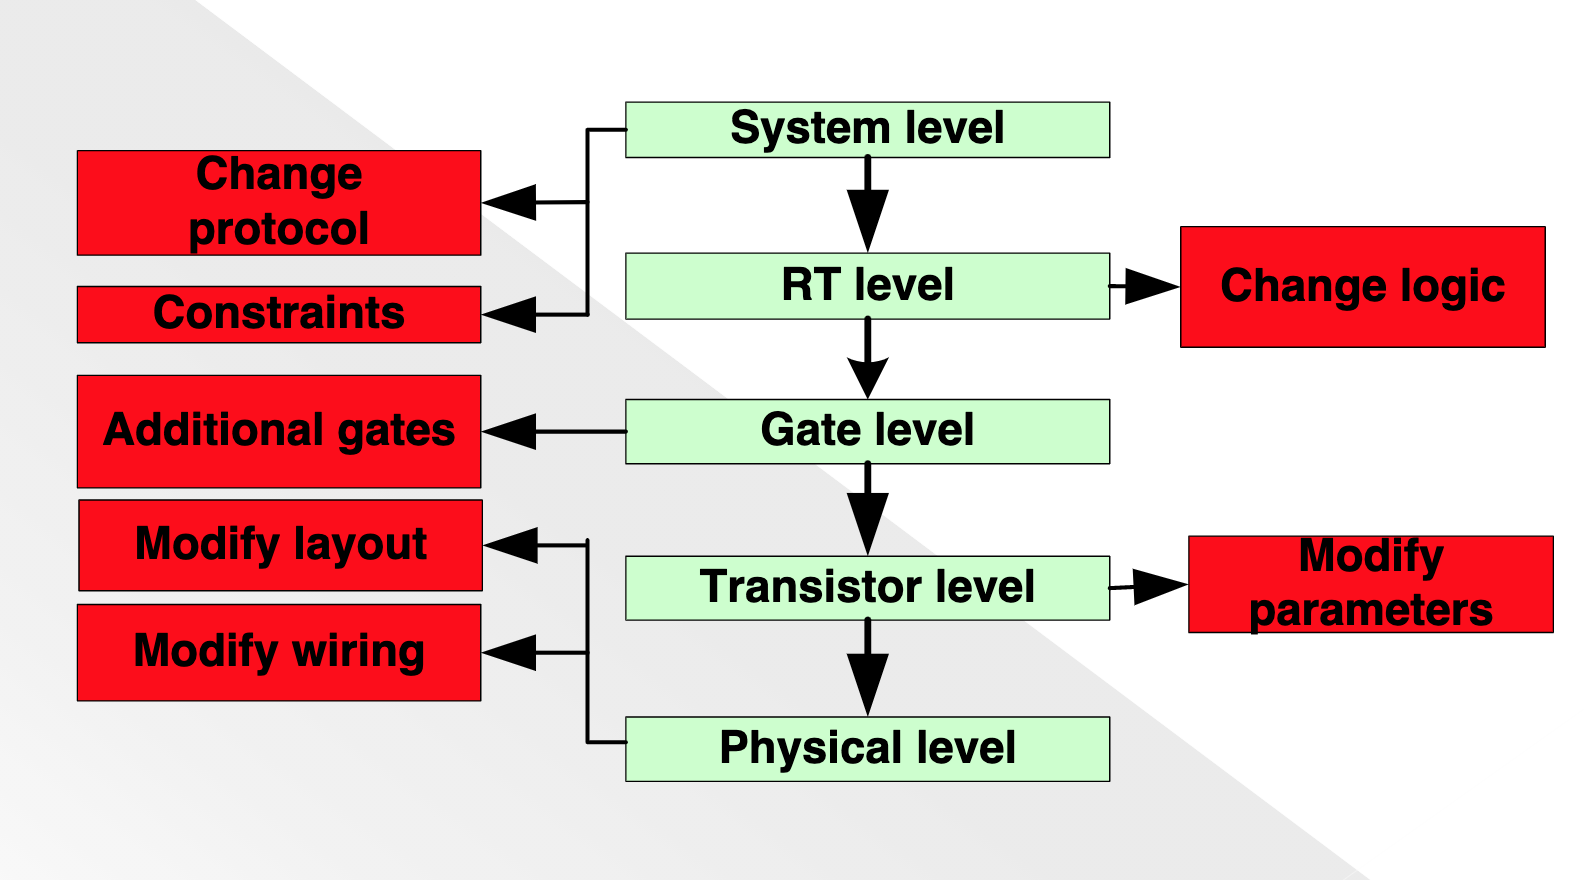 System level
Change
protocol
RT level
Change logic
Constraints
Additional gates
Gate level
Modify layout
Transistor level
Modify
parameters
Modify wiring
Physical level